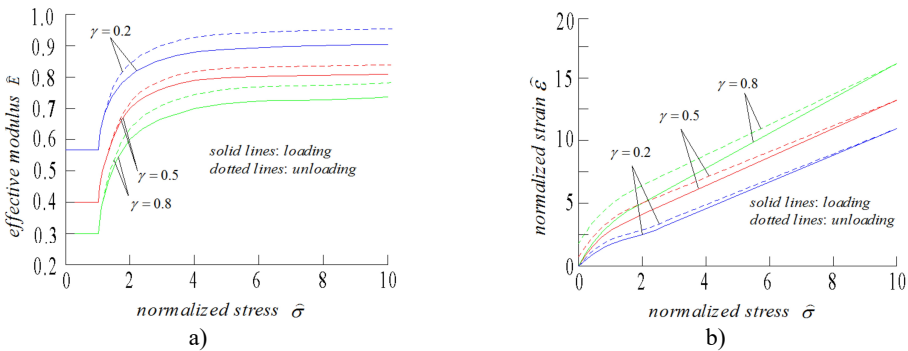 effective modulus Ê
1.0
0.9
0.8
0.7
0.6
0.5
0.4
0.3
0.2
γ = 0.2
γ = 0.5
γ = 0.8
solid lines: loading
dotted lines: unloading
0 2 4 6 8 10
normalized stress σ̂
a)
normalized strain ε̂
20
15
10
5
0
γ = 0.8
γ = 0.5
γ = 0.2
solid lines: loading
dotted lines: unloading
0 2 4 6 8 10
normalized stress σ̂
b)